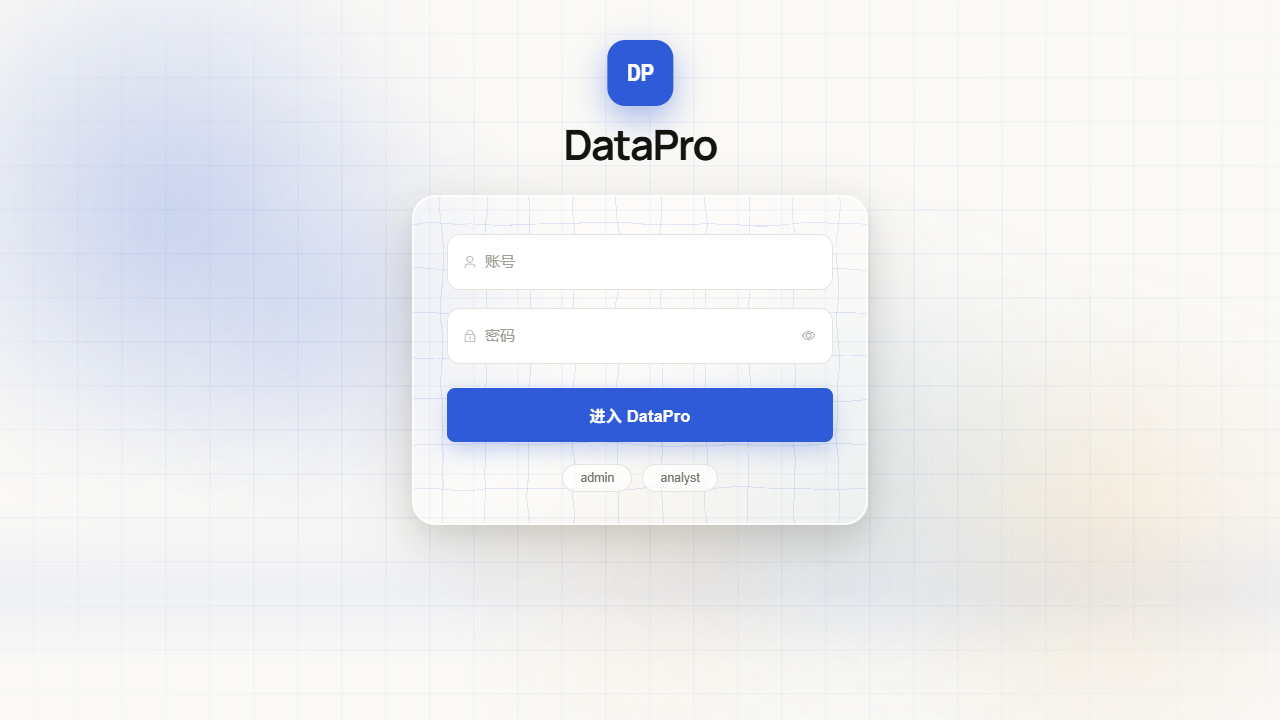 DP
DataPro
账号
密码
进入 DataPro
admin analyst